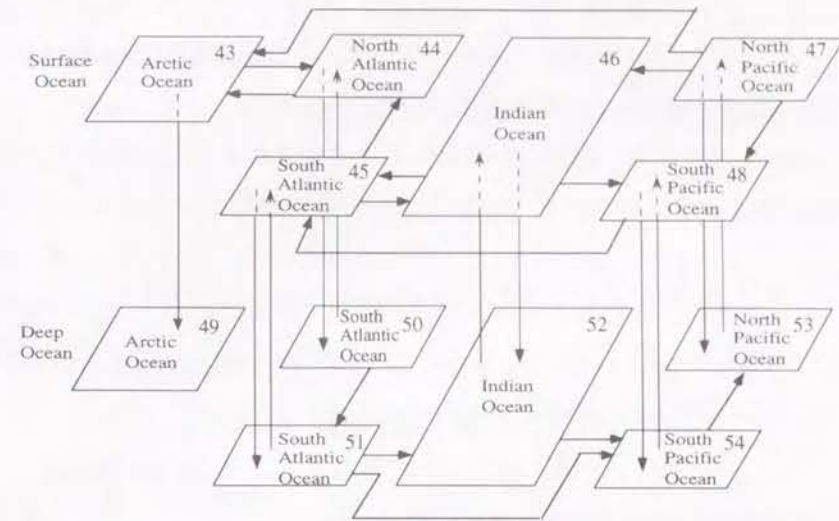 Surface
Ocean
Arctic
Ocean
43
North
Atlantic
Ocean
44
Indian
Ocean
46
North
Pacific
Ocean
47
South
Atlantic
Ocean
45
South
Pacific
Ocean
48
Deep
Ocean
Arctic
Ocean
49
South
Atlantic
Ocean
50
Indian
Ocean
52
North
Pacific
Ocean
53
South
Atlantic
Ocean
51
South
Pacific
Ocean
54